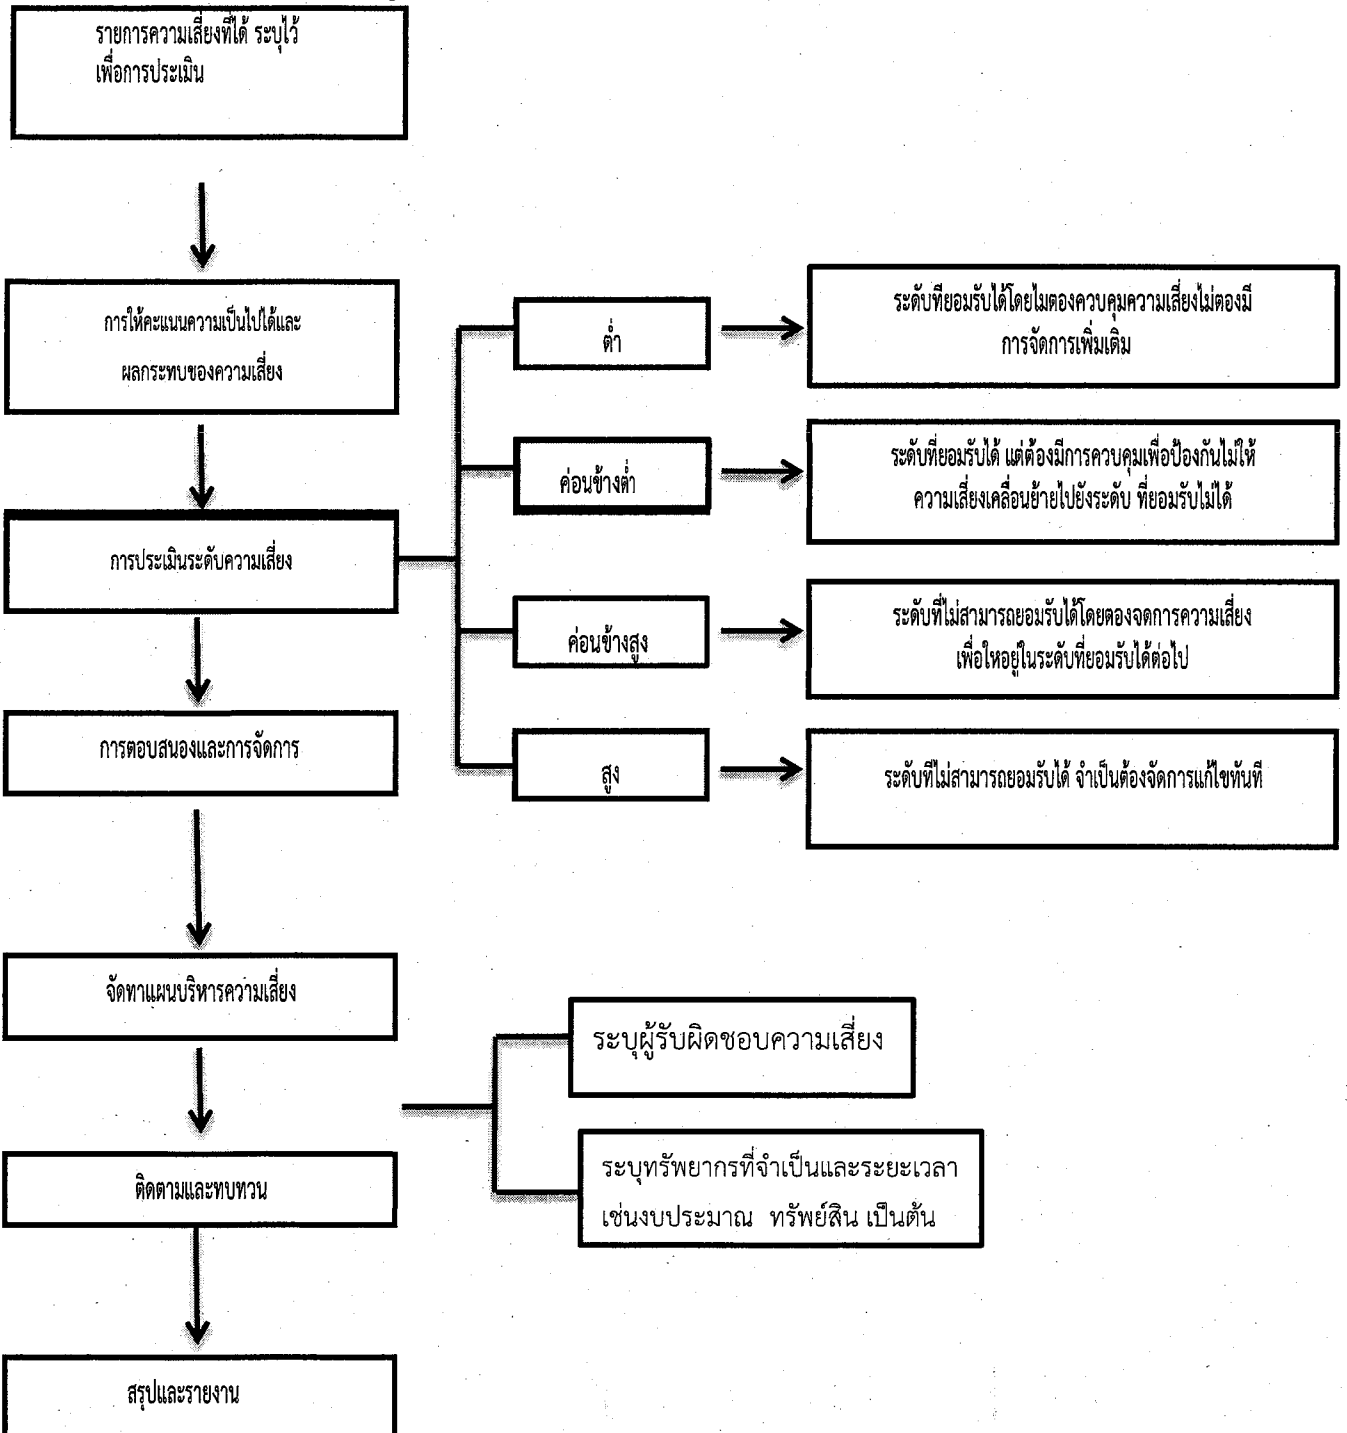 รายการความเสี่ยงที่ได้ ระบุไว้
เพื่อการประเมิน
การให้คะแนนความเป็นไปได้และ
ผลกระทบของความเสี่ยง
การประเมินระดับความเสี่ยง
การตอบสนองและการจัดการ
จัดทาแผนบริหารความเสี่ยง
ติดตามและทบทวน
สรุปและรายงาน
ต่ำ
ระดับที่ยอมรับได้โดยไมตองควบคุมความเสี่ยงไม่ตองมี
การจัดการเพิ่มเติม
ค่อนข้างต่ำ
ระดับที่ยอมรับได้ แต่ต้องมีการควบคุมเพื่อป้องกันไม่ให้
ความเสี่ยงเคลื่อนย้ายไปยังระดับ ที่ยอมรับไม่ได้
ค่อนข้างสูง
ระดับที่ไม่สามารถยอมรับได้โดยตองจดการความเสี่ยง
เพื่อใหอยู่ในระดับที่ยอมรับได้ต่อไป
สูง
ระดับที่ไม่สามารถยอมรับได้ จำเป็นต้องจัดการแก้ไขทันที
ระบุผู้รับผิดชอบความเสี่ยง
ระบุทรัพยากรที่จำเป็นและระยะเวลา
เช่นงบประมาณ ทรัพย์สิน เป็นต้น